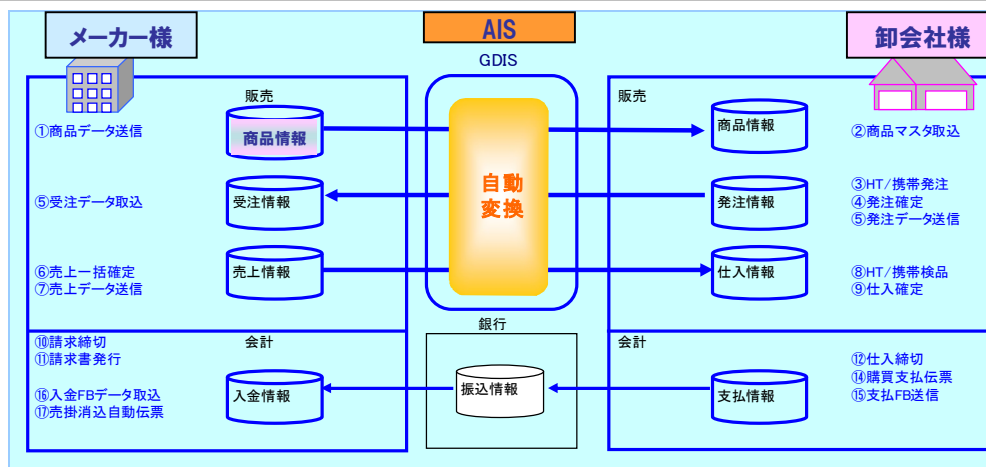 メーカー様
AIS
卸会社様
GDIS
販売
販売
①商品データ送信
商品情報
商品情報
②商品マスタ取込
自動
変換
⑤受注データ取込
受注情報
発注情報
③HT/携帯発注
④発注確定
⑤発注データ送信
⑥売上一括確定
⑦売上データ送信
売上情報
仕入情報
⑧HT/携帯検品
⑨仕入確定
銀行
⑩請求締切
⑪請求書発行
会計
会計
⑫仕入締切
⑭購買支払伝票
⑮支払FB送信
⑯入金FBデータ取込
⑰売掛消込自動伝票
入金情報
振込情報
支払情報